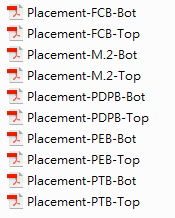 Placement-FCB-Bot
Placement-FCB-Top
Placement-M.2-Bot
Placement-M.2-Top
Placement-PDPB-Bot
Placement-PDPB-Top
Placement-PEB-Bot
Placement-PEB-Top
Placement-PTB-Bot
Placement-PTB-Top